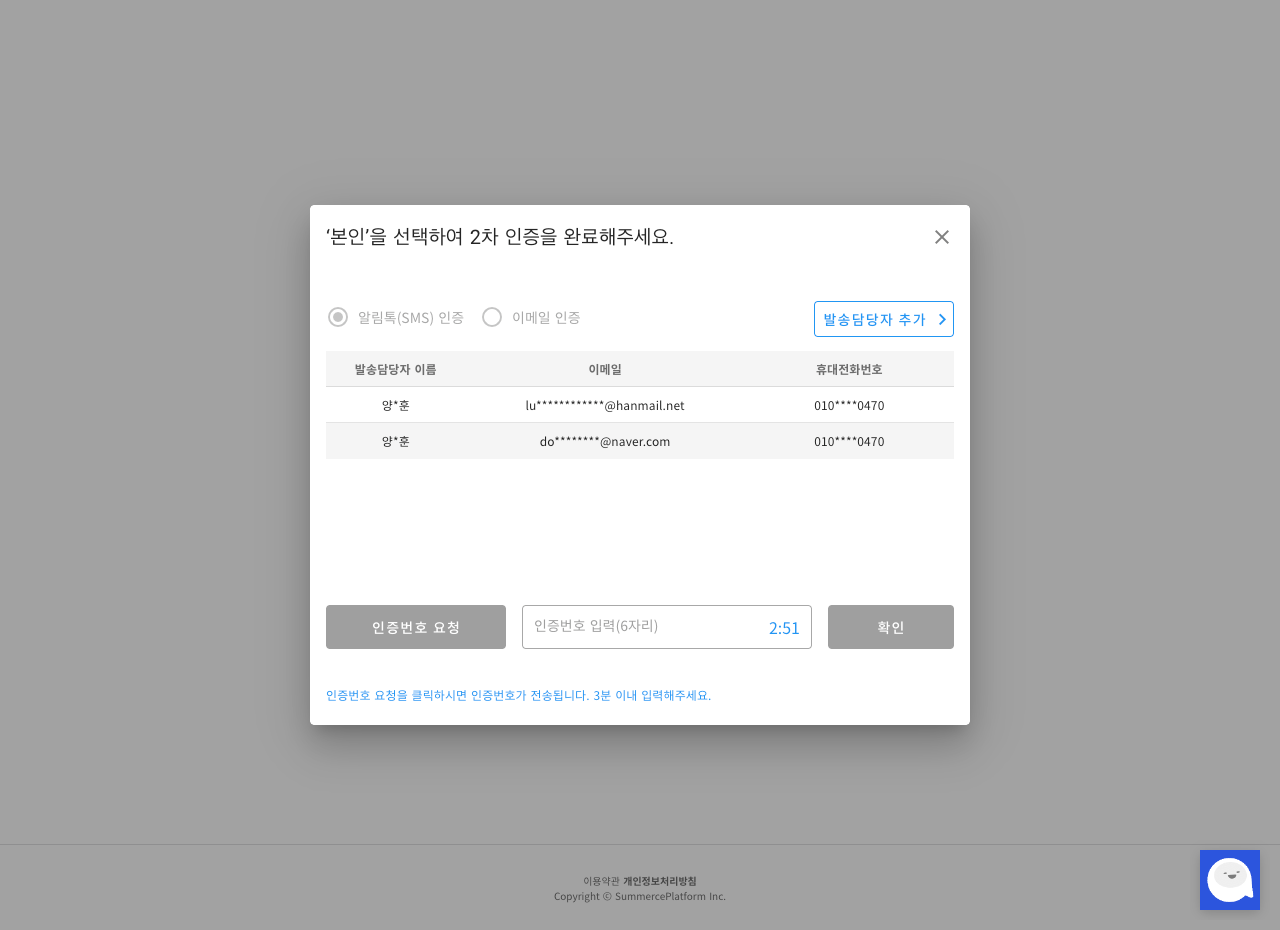 ‘본인’을 선택하여 2차 인증을 완료해주세요.
알림톡(SMS) 인증 이메일 인증 발송담당자 추가
발송담당자 이름 이메일 휴대전화번호
양*훈 lu************@hanmail.net 010****0470
양*훈 do********@naver.com 010****0470
인증번호 요청 인증번호 입력(6자리) 2:51 확인
인증번호 요청을 클릭하시면 인증번호가 전송됩니다. 3분 이내 입력해주세요.
이용약관 개인정보처리방침
Copyright ⓒ SummercePlatform Inc.